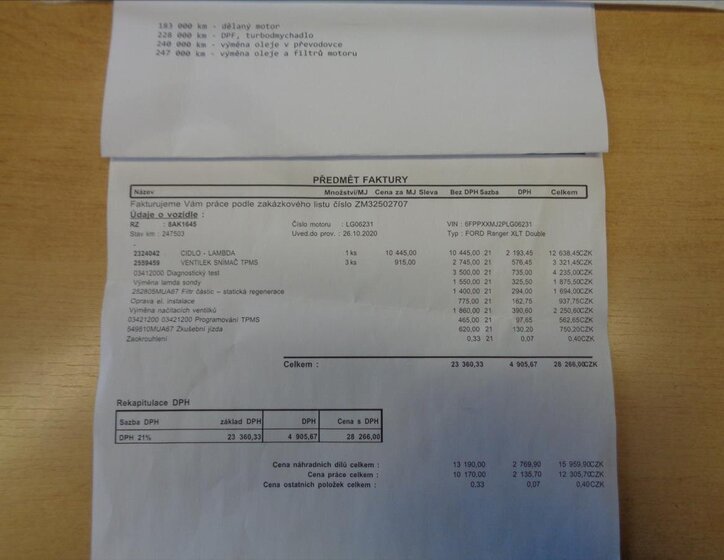 183 000 km - dělaný motor
228 000 km - DPF, turbodmychadlo
240 000 km - výměna oleje v převodovce
247 000 km - výměna oleje a filtrů motoru
PŘEDMĚT FAKTURY
Název Množství/MJ Cena za MJ Sleva Bez DPH Sazba DPH Celkem
Fakturujeme Vám práce podle zakázkového listu číslo ZM32502707
Údaje o vozidle :
RZ : 8AK1645 Číslo motoru : LG06231 VIN : 6FPPXXMJ2PLG06231
Stav km : 247503 Uved.do prov. : 26.10.2020 Typ : FORD Ranger XLT Double
-
2324042 . ČIDLO - LAMBDA 1 ks 10 445,00 10 445,00 21 2 193,45 12 638,45CZK
2559459 VENTILEK SNÍMAČ TPMS 3 ks 915,00 2 745,00 21 576,45 3 321,45CZK
03412000 Diagnostický test 3 500,00 21 735,00 4 235,00CZK
Výměna lamda sondy 1 550,00 21 325,50 1 875,50CZK
252805MUA67 Filtr částic – statická regenerace 1 400,00 21 294,00 1 694,00CZK
Oprava el. instalace 775,00 21 162,75 937,75CZK
Výměna načítacích ventilků 1 860,00 21 390,60 2 250,60CZK
03421200 03421200 Programování TPMS 465,00 21 97,65 562,65CZK
549810MUA67 Zkušební jízda 620,00 21 130,20 750,20CZK
Zaokrouhlení 0,33 21 0,07 0,40CZK
Celkem : 23 360,33 4 905,67 28 266,00CZK
Rekapitulace DPH
Sazba DPH základ DPH DPH Cena s DPH
DPH 21% 23 360,33 4 905,67 28 266,00
Cena náhradních dílů celkem : 13 190,00 2 769,90 15 959,90CZK
Cena práce celkem : 10 170,00 2 135,70 12 305,70CZK
Cena ostatních položek celkem : 0,33 0,07 0,40CZK